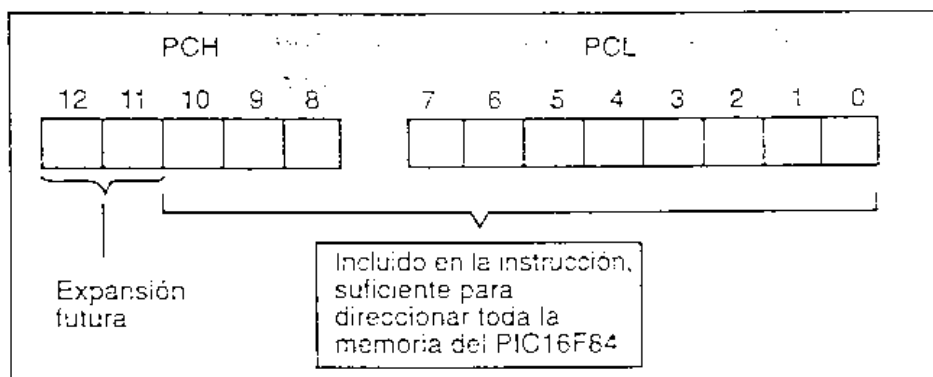 PCH PCL
12 11 10 9 8 7 6 5 4 3 2 1 0
Expansión
futura
Incluido en la instrucción,
suficiente para
direccionar toda la
memoria del PIC16F84